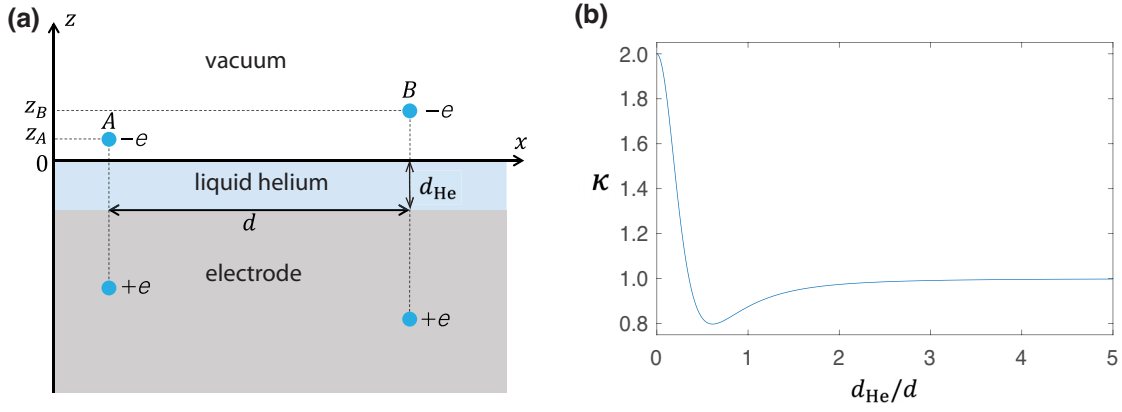 (a)
z
vacuum
z_B
B
−e
z_A
A
−e
0
x
liquid helium
d_He
d
electrode
+e
+e
(b)
2.0
1.8
1.6
1.4
κ
1.2
1.0
0.8
0 1 2 3 4 5
d_He/d